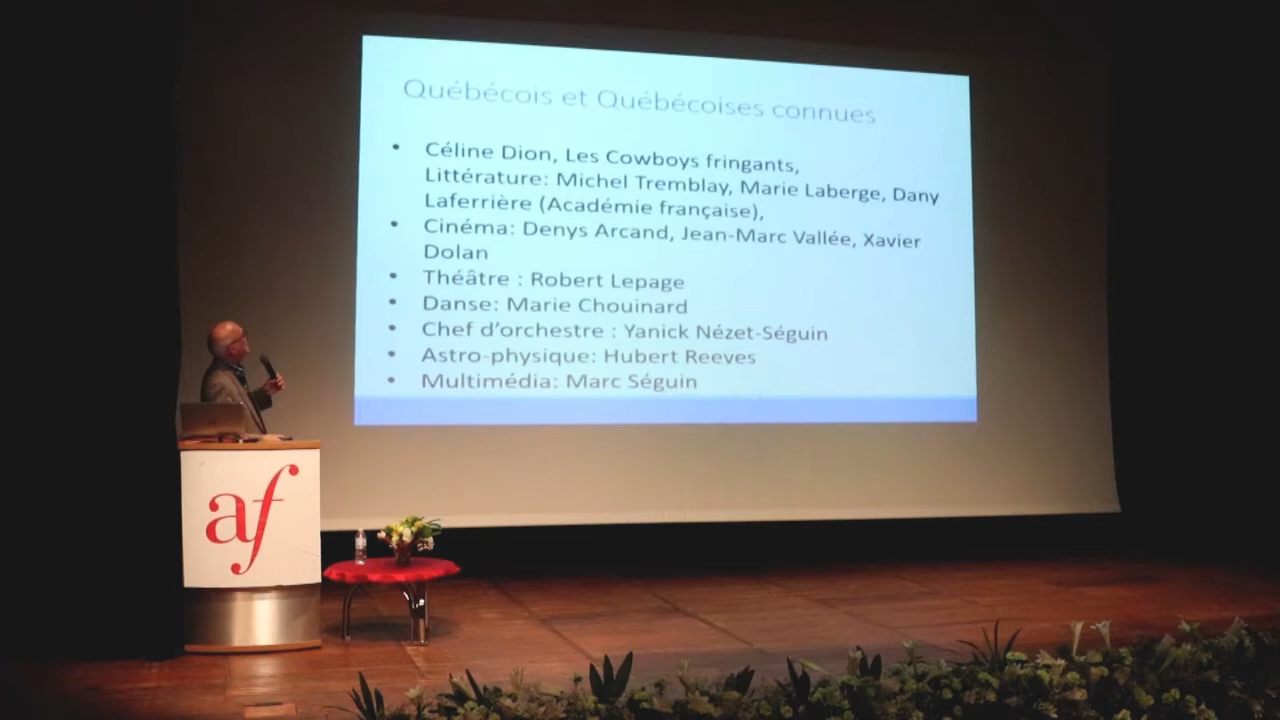 Québécois et Québécoises connues
• Céline Dion, Les Cowboys fringants,
Littérature: Michel Tremblay, Marie Laberge, Dany
Laferrière (Académie française),
• Cinéma: Denys Arcand, Jean-Marc Vallée, Xavier
Dolan
• Théâtre : Robert Lepage
• Danse: Marie Chouinard
• Chef d’orchestre : Yanick Nézet-Séguin
• Astro-physique: Hubert Reeves
• Multimédia: Marc Séguin
af